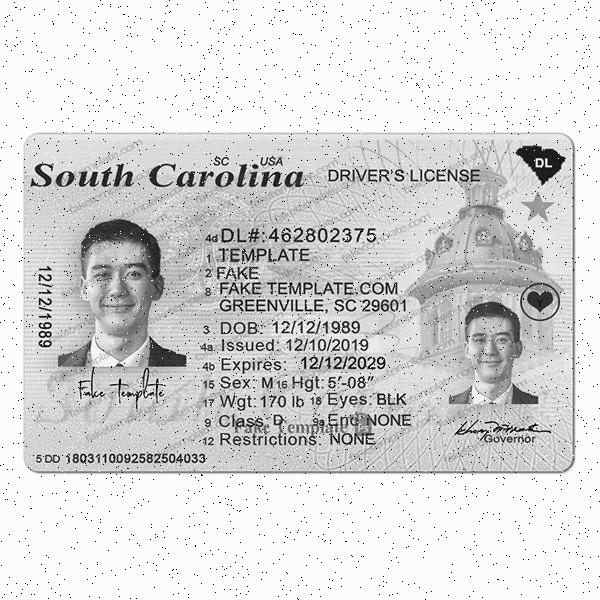 SC USA
South Carolina DRIVER'S LICENSE
DL
4d DL#:462802375
1 TEMPLATE
2 FAKE
8 FAKE TEMPLATE.COM
GREENVILLE, SC 29601
12/12/1989
3 DOB: 12/12/1989
4a Issued: 12/10/2019
4b Expires: 12/12/2029
15 Sex: M 16 Hgt: 5'-08"
17 Wgt: 170 lb 18 Eyes: BLK
9 Class D 9a End NONE
Fake Template
12 Restrictions: NONE
Fake Template
Governor
5 DD 1803110092582504033